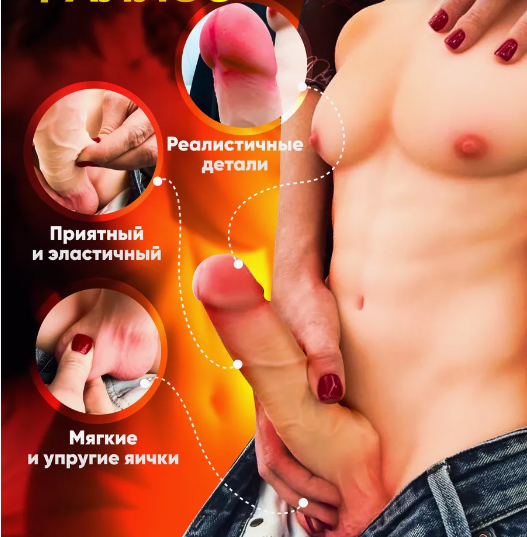 Реалистичные
детали
Приятный
и эластичный
Мягкие
и упругие яички